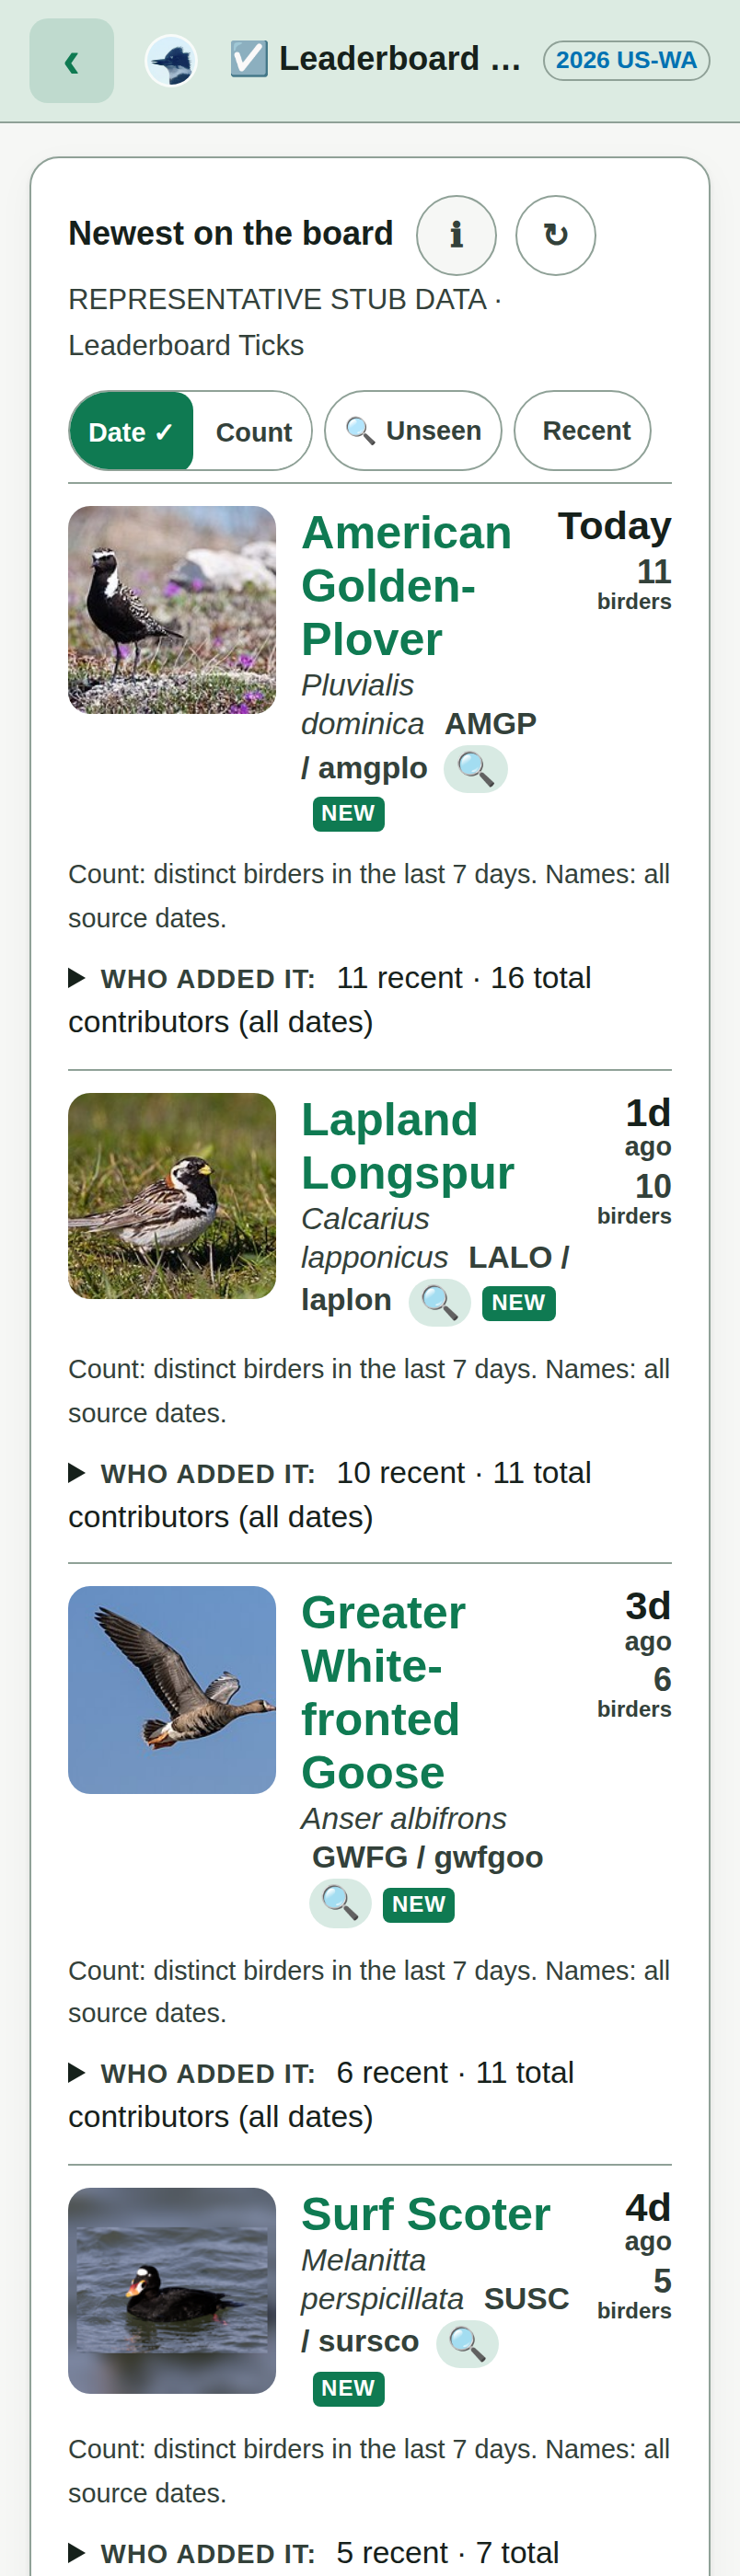 ‹ ☑ Leaderboard ... 2026 US-WA
Newest on the board ℹ ↻
REPRESENTATIVE STUB DATA ·
Leaderboard Ticks
Date ✓ Count 🔍 Unseen Recent
American Today
Golden- 11
Plover birders
Pluvialis
dominica AMGP
/ amgplo 🔍
NEW
Count: distinct birders in the last 7 days. Names: all
source dates.
▶ WHO ADDED IT: 11 recent · 16 total
contributors (all dates)
Lapland 1d
Longspur ago
Calcarius 10
lapponicus LALO / birders
laplon 🔍 NEW
Count: distinct birders in the last 7 days. Names: all
source dates.
▶ WHO ADDED IT: 10 recent · 11 total
contributors (all dates)
Greater 3d
White- ago
fronted 6
Goose birders
Anser albifrons
GWFG / gwfgoo
🔍 NEW
Count: distinct birders in the last 7 days. Names: all
source dates.
▶ WHO ADDED IT: 6 recent · 11 total
contributors (all dates)
Surf Scoter 4d
Melanitta ago
perspicillata SUSC 5
/ sursco 🔍 birders
NEW
Count: distinct birders in the last 7 days. Names: all
source dates.
▶ WHO ADDED IT: 5 recent · 7 total